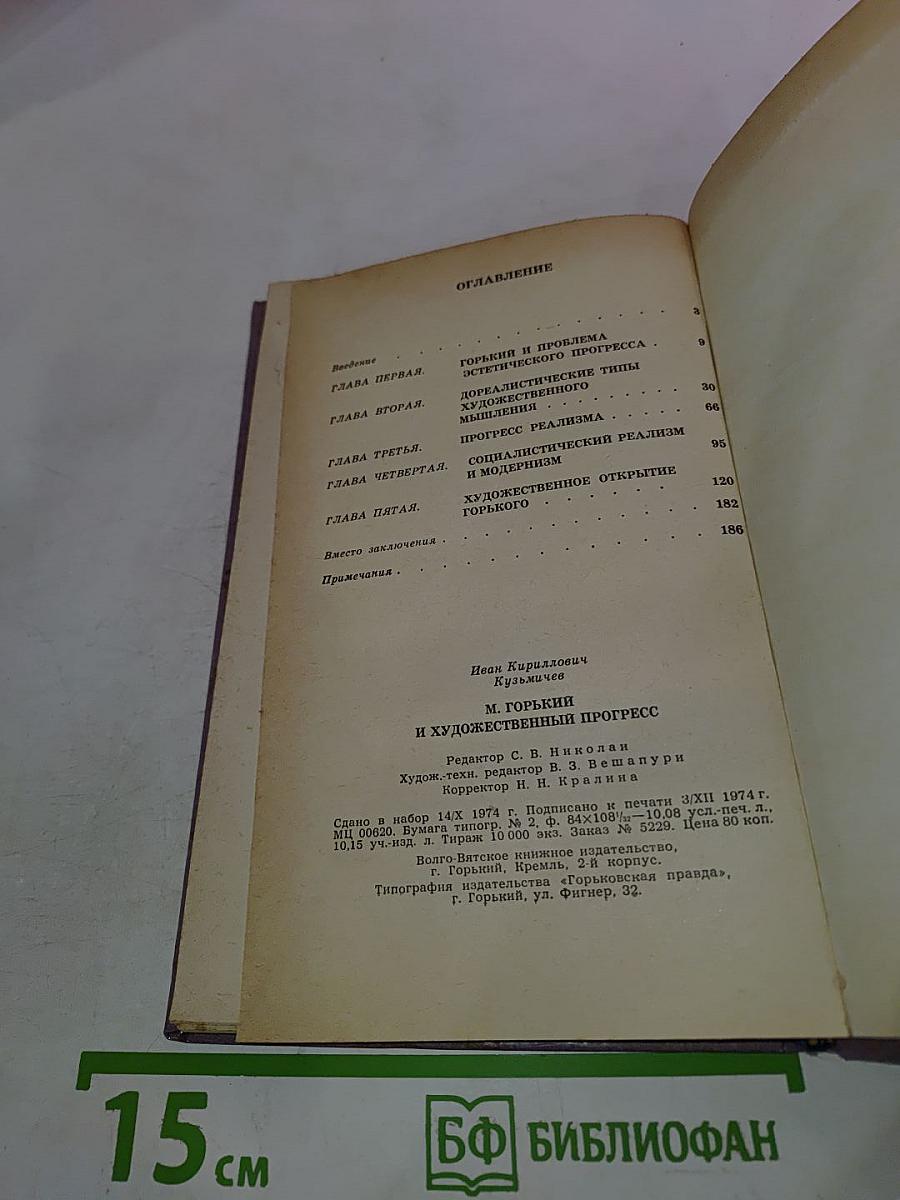 ОГЛАВЛЕНИЕ
Введение . . . . . . . . . . . . . 3
ГЛАВА ПЕРВАЯ. ГОРЬКИЙ И ПРОБЛЕМА
ЭСТЕТИЧЕСКОГО ПРОГРЕССА . 9
ГЛАВА ВТОРАЯ. ДОРЕАЛИСТИЧЕСКИЕ ТИПЫ
ХУДОЖЕСТВЕННОГО
МЫШЛЕНИЯ . . . . . . . 30
ГЛАВА ТРЕТЬЯ. ПРОГРЕСС РЕАЛИЗМА . . . . . 66
ГЛАВА ЧЕТВЕРТАЯ. СОЦИАЛИСТИЧЕСКИЙ РЕАЛИЗМ
И МОДЕРНИЗМ 95
ГЛАВА ПЯТАЯ. ХУДОЖЕСТВЕННОЕ ОТКРЫТИЕ
ГОРЬКОГО . . . . . . 120
Вместо заключения . . . . . . . . . . . . 182
Примечания . . . . . . . . . . . . . . 186
Иван Кириллович
Кузьмичев
М. ГОРЬКИЙ
И ХУДОЖЕСТВЕННЫЙ ПРОГРЕСС
Редактор С. В. Николаи
Худож.-техн. редактор В. З. Вешапури
Корректор Н. Н. Кралина
Сдано в набор 14/X 1974 г. Подписано к печати 3/XII 1974 г.
МЦ 00620. Бумага типогр. № 2, ф. 84×108¹/₃₂—10,08 усл.-печ. л.,
10,15 уч.-изд. л. Тираж 10 000 экз. Заказ № 5229. Цена 80 коп.
Волго-Вятское книжное издательство,
г. Горький, Кремль, 2-й корпус.
Типография издательства «Горьковская правда»,
г. Горький, ул. Фигнер, 32.
15 см
БФ БИБЛИОФАН